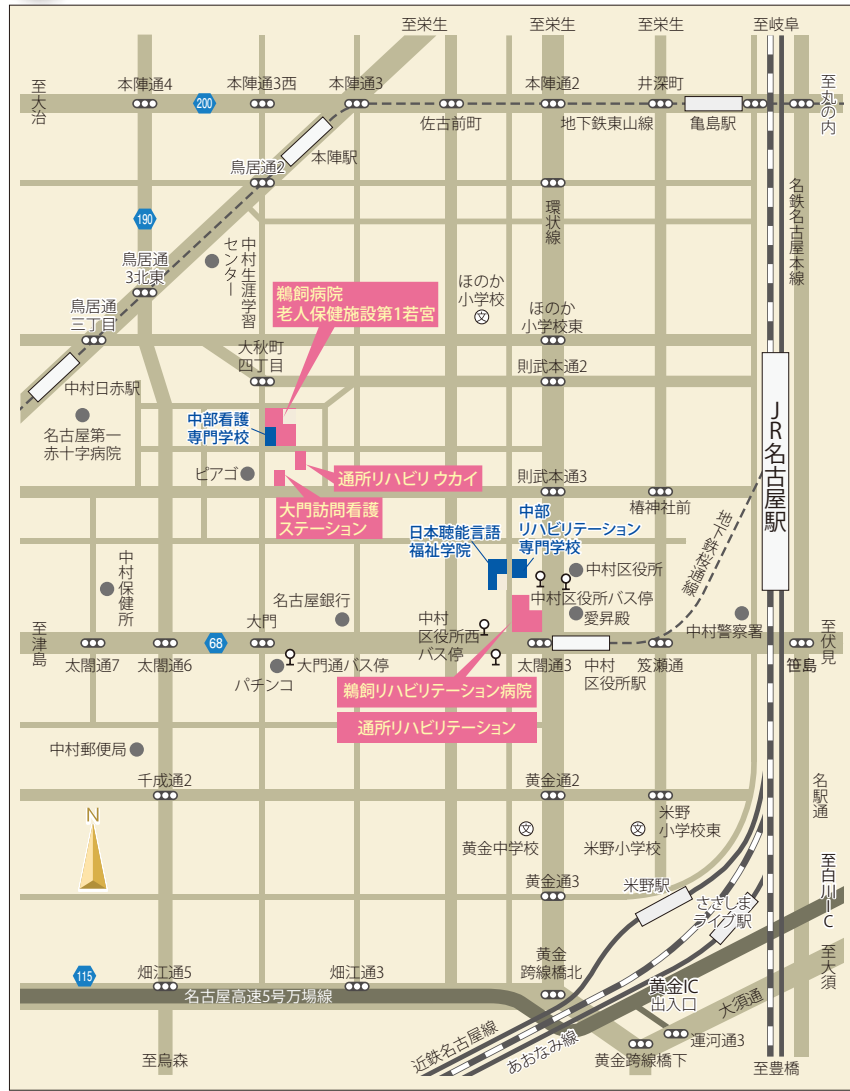 至栄生
至栄生
至栄生
至岐阜
至大治
本陣通4
本陣通3西
本陣通3
本陣通2
井深町
至丸の内
200
佐古前町
地下鉄東山線
亀島駅
本陣駅
鳥居通2
名鉄名古屋本線
環状線
190
中村生涯学習
センター
鳥居通
3北東
ほのか
小学校
文
鵜飼病院
老人保健施設第1若宮
鳥居通
三丁目
ほのか
小学校東
大秋町
四丁目
則武本通2
中村日赤駅
JR名古屋駅
中部看護
専門学校
名古屋第一
赤十字病院
ピアゴ
通所リハビリ ウカイ
則武本通3
椿神社前
大門訪問看護
ステーション
中部
リハビリテーション
専門学校
日本聴能言語
福祉学院
地下鉄桜通線
中村保健所
中村区役所
名古屋銀行
中村区役所バス停
愛昇殿
中村
区役所西
バス停
中村警察署
至津島
68
大門
至伏見
太閤通7
太閤通6
大門通バス停
パチンコ
太閤通3
中村
区役所駅
笈瀬通
笹島
鵜飼リハビリテーション病院
通所リハビリテーション
中村郵便局
千成通2
黄金通2
名駅通
N
米野
小学校東
文
文
黄金中学校
米野小学校
黄金通3
米野駅
ささしま
ライブ駅
至白川IC
115
畑江通5
畑江通3
黄金
跨線橋北
至大須
名古屋高速5号万場線
黄金IC
出入口
大須通
近鉄名古屋線
あおなみ線
運河通3
至烏森
黄金跨線橋下
至豊橋